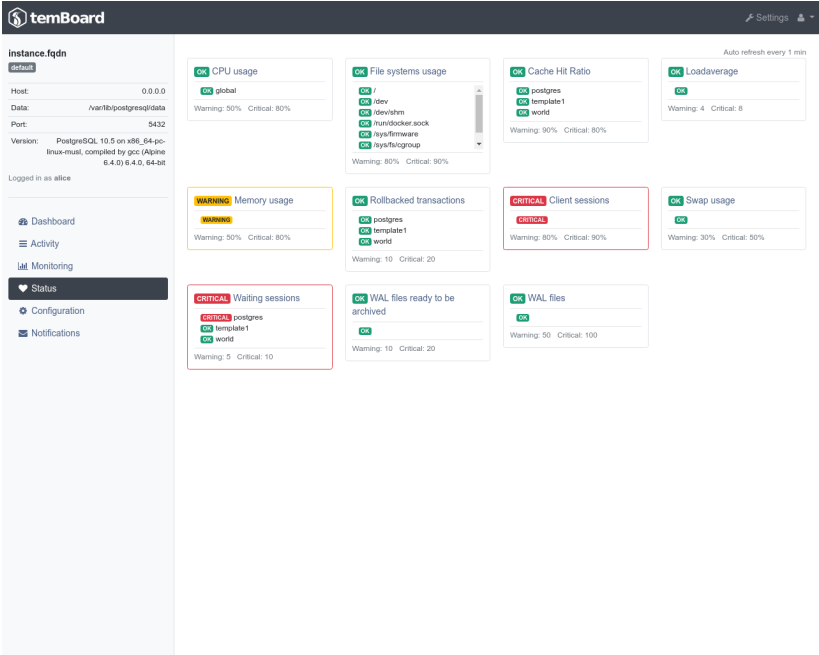 temBoard
Settings
instance.fqdn
default
Host: 0.0.0.0
Data: /var/lib/postgresql/data
Port: 5432
Version: PostgreSQL 10.5 on x86_64-pc-
linux-musl, compiled by gcc (Alpine
6.4.0) 6.4.0, 64-bit
Logged in as alice
Dashboard
Activity
Monitoring
Status
Configuration
Notifications
Auto refresh every 1 min
OK CPU usage
OK global
Warning: 50% Critical: 80%
OK File systems usage
OK /
OK /dev
OK /dev/shm
OK /run/docker.sock
OK /sys/firmware
OK /sys/fs/cgroup
Warning: 80% Critical: 90%
OK Cache Hit Ratio
OK postgres
OK template1
OK world
Warning: 90% Critical: 80%
OK Loadaverage
OK
Warning: 4 Critical: 8
WARNING Memory usage
WARNING
Warning: 50% Critical: 80%
OK Rollbacked transactions
OK postgres
OK template1
OK world
Warning: 10 Critical: 20
CRITICAL Client sessions
CRITICAL
Warning: 80% Critical: 90%
OK Swap usage
OK
Warning: 30% Critical: 50%
CRITICAL Waiting sessions
CRITICAL postgres
OK template1
OK world
Warning: 5 Critical: 10
OK WAL files ready to be
archived
OK
Warning: 10 Critical: 20
OK WAL files
OK
Warning: 50 Critical: 100